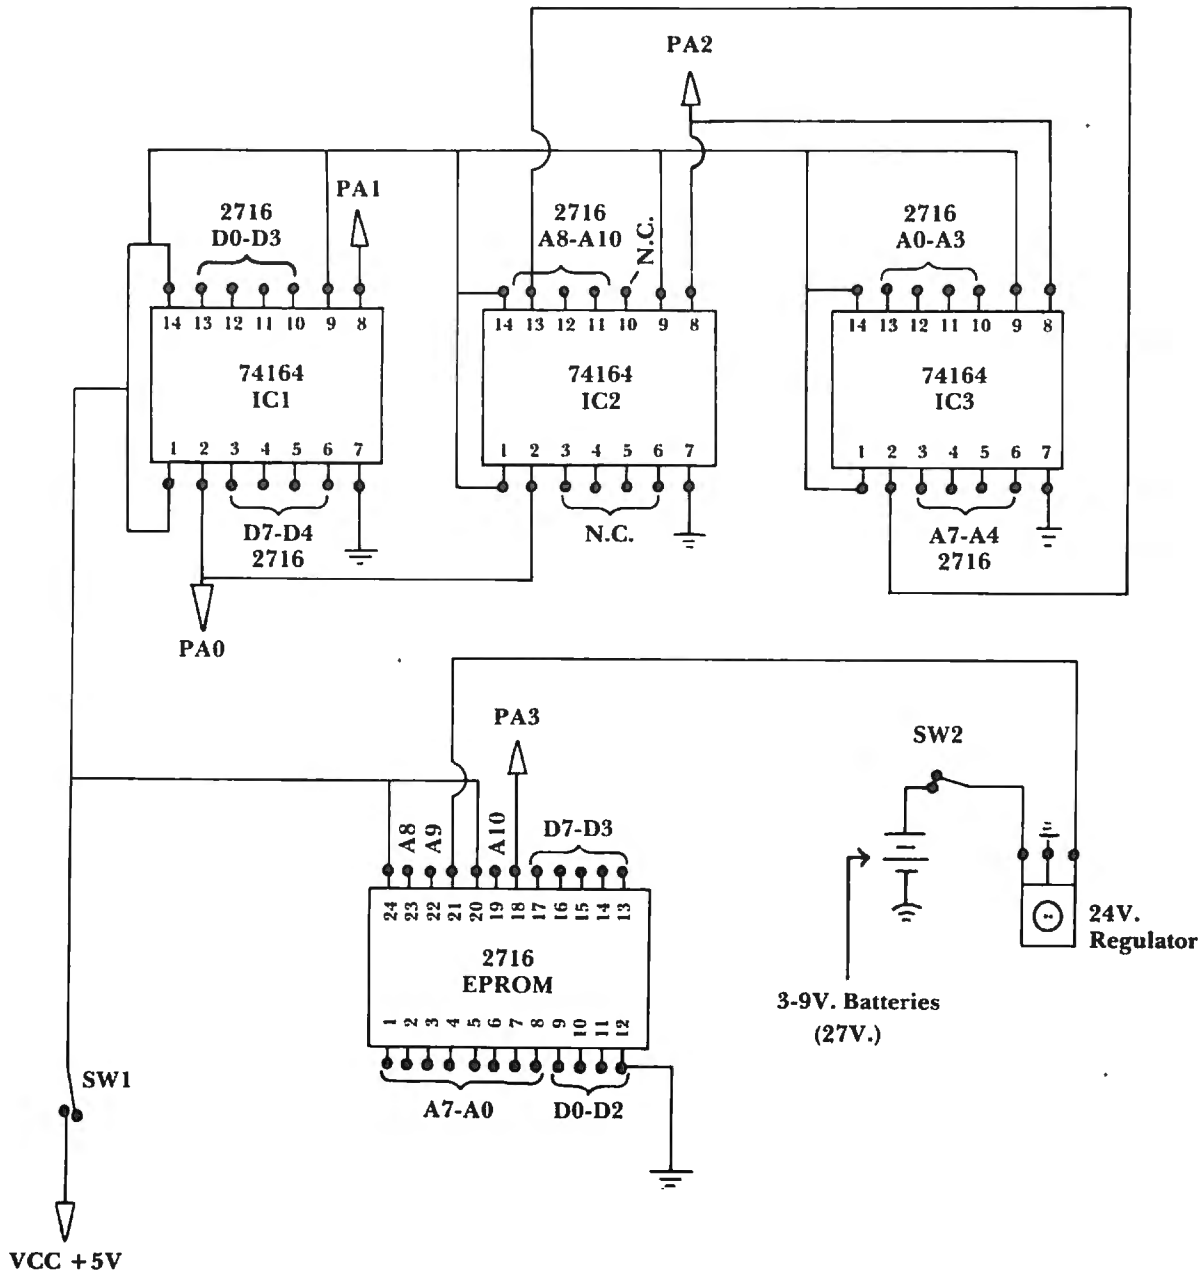 PA2
PA1
2716
D0-D3
2716
A8-A10
N.C.
2716
A0-A3
14 13 12 11 10 9 8
74164
IC1
1 2 3 4 5 6 7
14 13 12 11 10 9 8
74164
IC2
1 2 3 4 5 6 7
14 13 12 11 10 9 8
74164
IC3
1 2 3 4 5 6 7
D7-D4
2716
N.C.
A7-A4
2716
PA0
PA3
SW2
A8
A9
A10
D7-D3
24 23 22 21 20 19 18 17 16 15 14 13
2716
EPROM
1 2 3 4 5 6 7 8 9 10 11 12
24V.
Regulator
3-9V. Batteries
(27V.)
SW1
A7-A0
D0-D2
VCC +5V